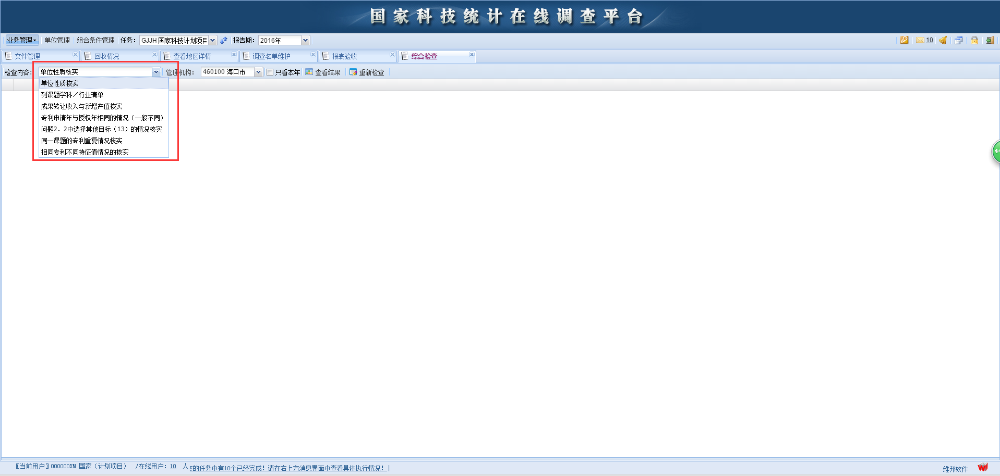 国家科技统计在线调查平台
业务管理 单位管理 组合条件管理 任务： GJJH 国家科技计划项目 报告期： 2016年 10
文件管理 回收情况 查看地区详情 调查名单维护 报表验收 综合检查
检查内容： 单位性质核实 管理机构： 460100 海口市 只看本年 查看结果 重新检查
单位性质核实
列课题学科／行业清单
成果转让收入与新增产值核实
专利申请年与授权年相同的情况（一般不同）
问题2．2中选择其他目标（13）的情况核实
同一课题的专利重复情况核实
相同专利不同特征值情况的核实
44
〖当前用户〗000000XM 国家（计划项目） /在线用户：10 人 的任务中有10个已经完成！请在右上方消息界面中查看具体执行情况！
维邦软件